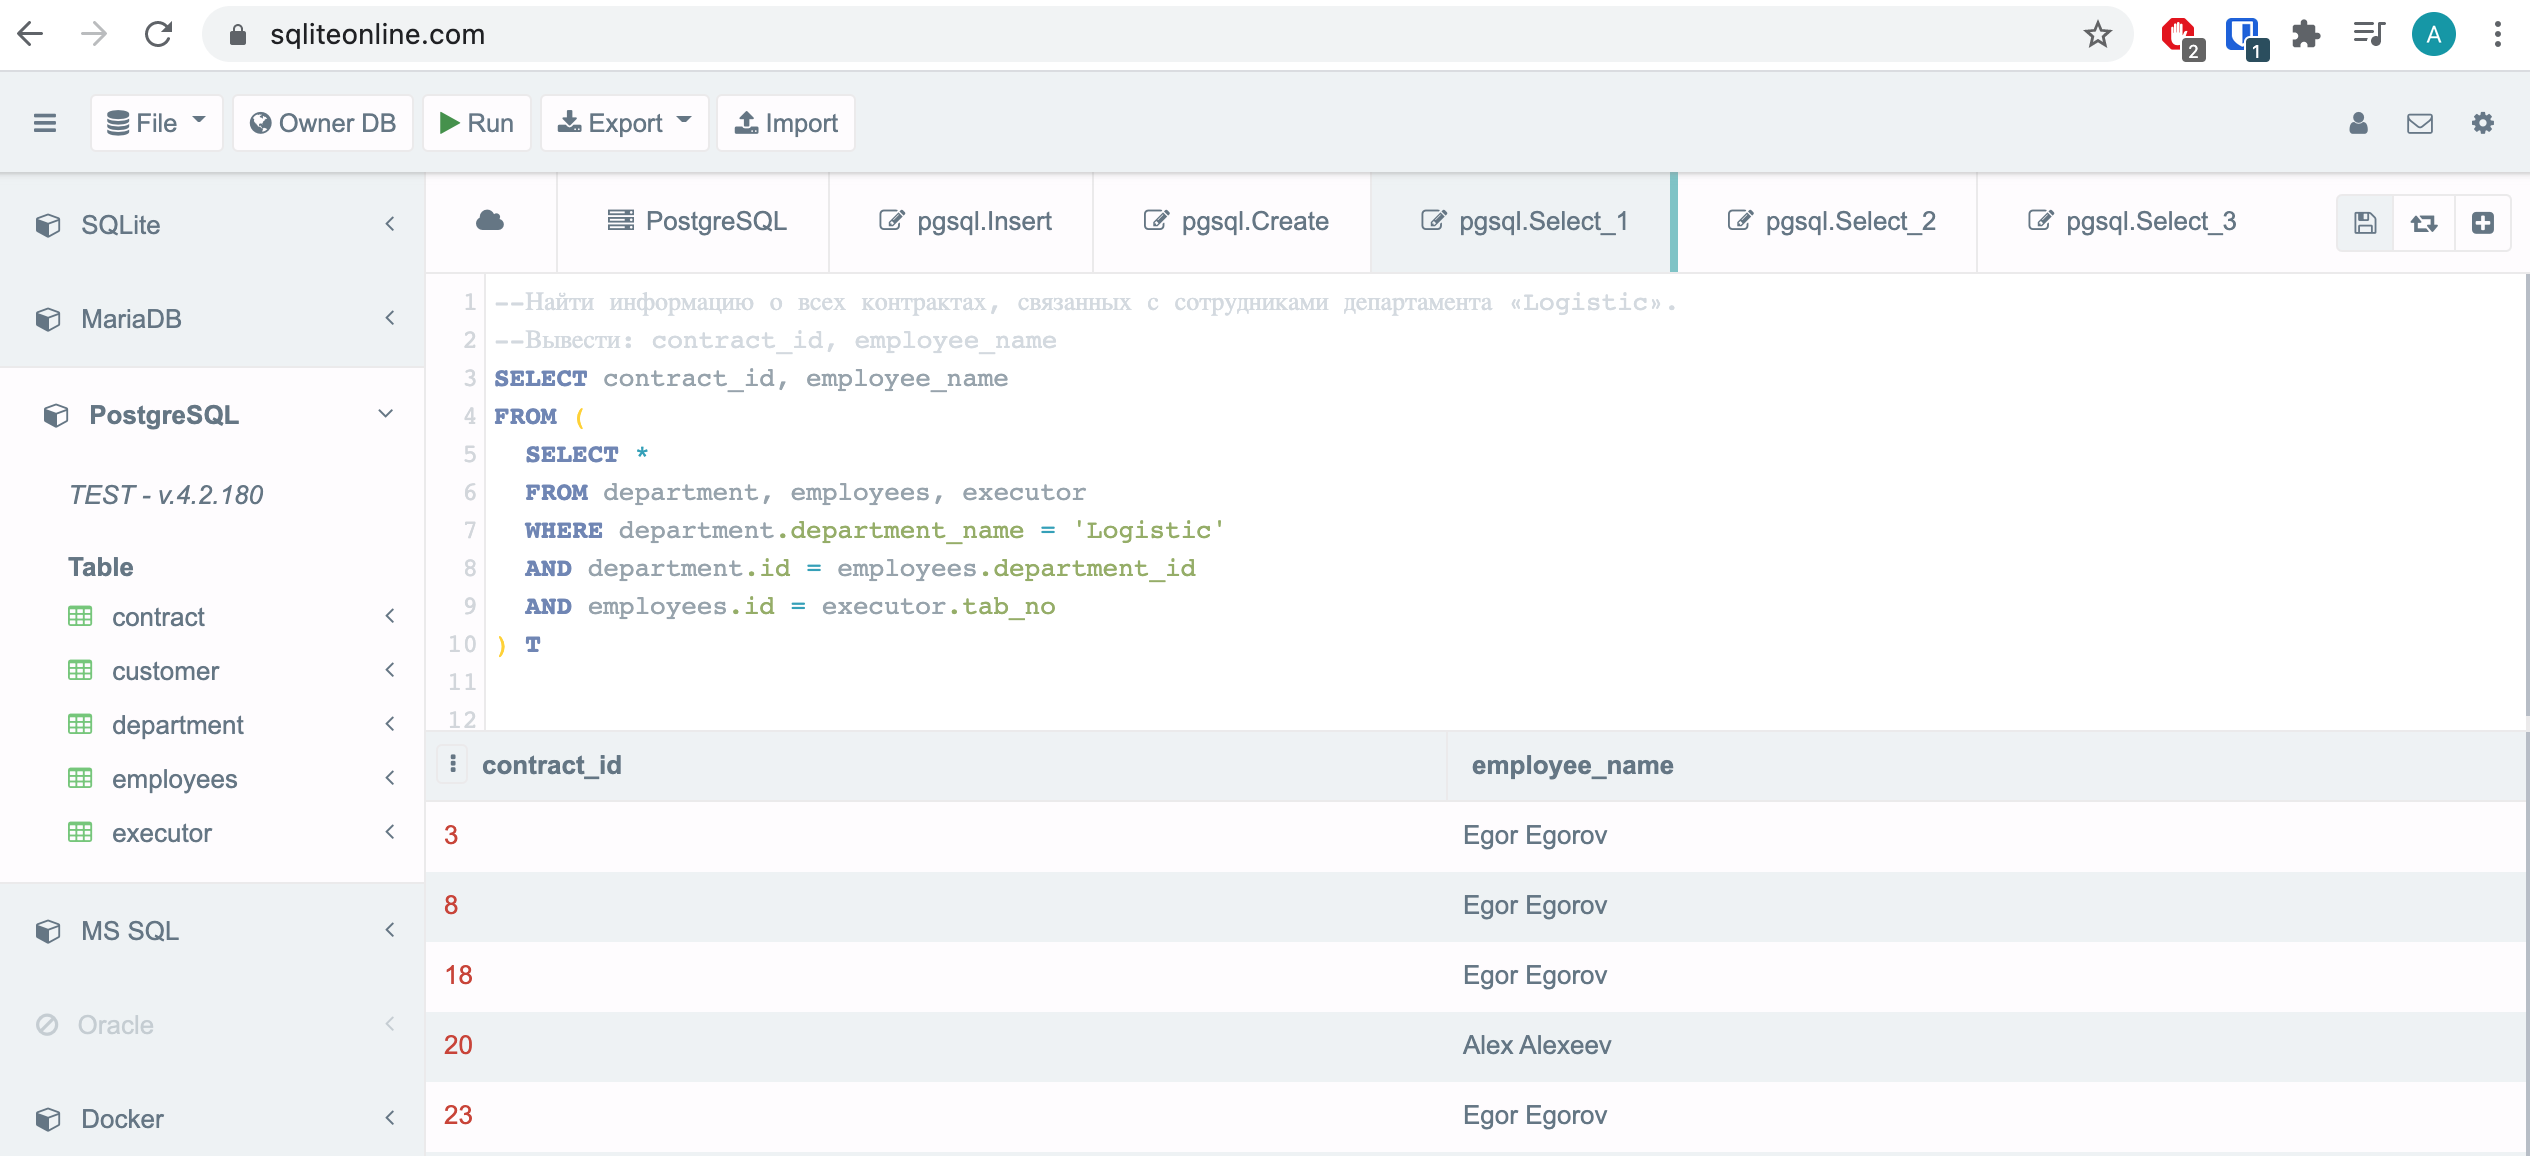 sqliteonline.com
2
1
A
File
Owner DB
Run
Export
Import
SQLite
MariaDB
PostgreSQL
TEST - v.4.2.180
Table
contract
customer
department
employees
executor
MS SQL
Oracle
Docker
PostgreSQL
pgsql.Insert
pgsql.Create
pgsql.Select_1
pgsql.Select_2
pgsql.Select_3
1 --Найти информацию о всех контрактах, связанных с сотрудниками департамента «Logistic».
2 --Вывести: contract_id, employee_name
3 SELECT contract_id, employee_name
4 FROM (
5 SELECT *
6 FROM department, employees, executor
7 WHERE department.department_name = 'Logistic'
8 AND department.id = employees.department_id
9 AND employees.id = executor.tab_no
10 ) T
11
12
contract_id employee_name
3 Egor Egorov
8 Egor Egorov
18 Egor Egorov
20 Alex Alexeev
23 Egor Egorov